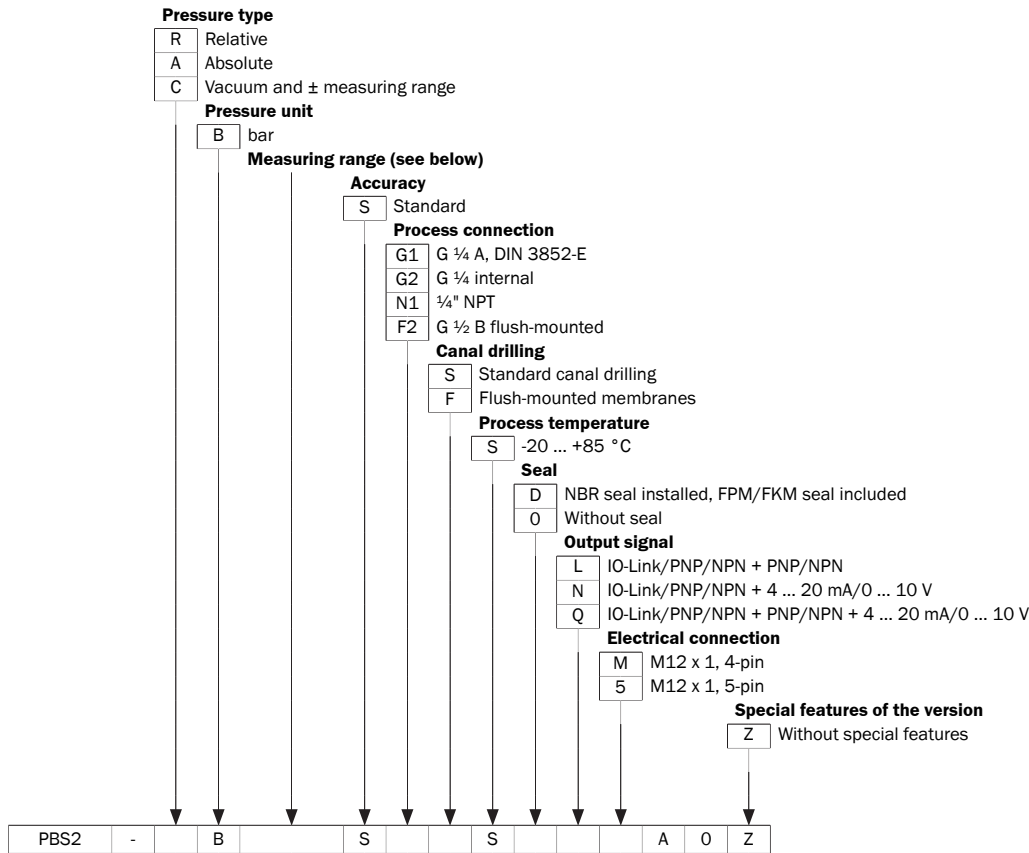 Pressure type
R Relative
A Absolute
C Vacuum and ± measuring range
Pressure unit
B bar
Measuring range (see below)
Accuracy
S Standard
Process connection
G1 G ¼ A, DIN 3852-E
G2 G ¼ internal
N1 ¼" NPT
F2 G ½ B flush-mounted
Canal drilling
S Standard canal drilling
F Flush-mounted membranes
Process temperature
S -20 ... +85 °C
Seal
D NBR seal installed, FPM/FKM seal included
0 Without seal
Output signal
L IO-Link/PNP/NPN + PNP/NPN
N IO-Link/PNP/NPN + 4 ... 20 mA/0 ... 10 V
Q IO-Link/PNP/NPN + PNP/NPN + 4 ... 20 mA/0 ... 10 V
Electrical connection
M M12 x 1, 4-pin
5 M12 x 1, 5-pin
Special features of the version
Z Without special features
PBS2 - B S S A 0 Z